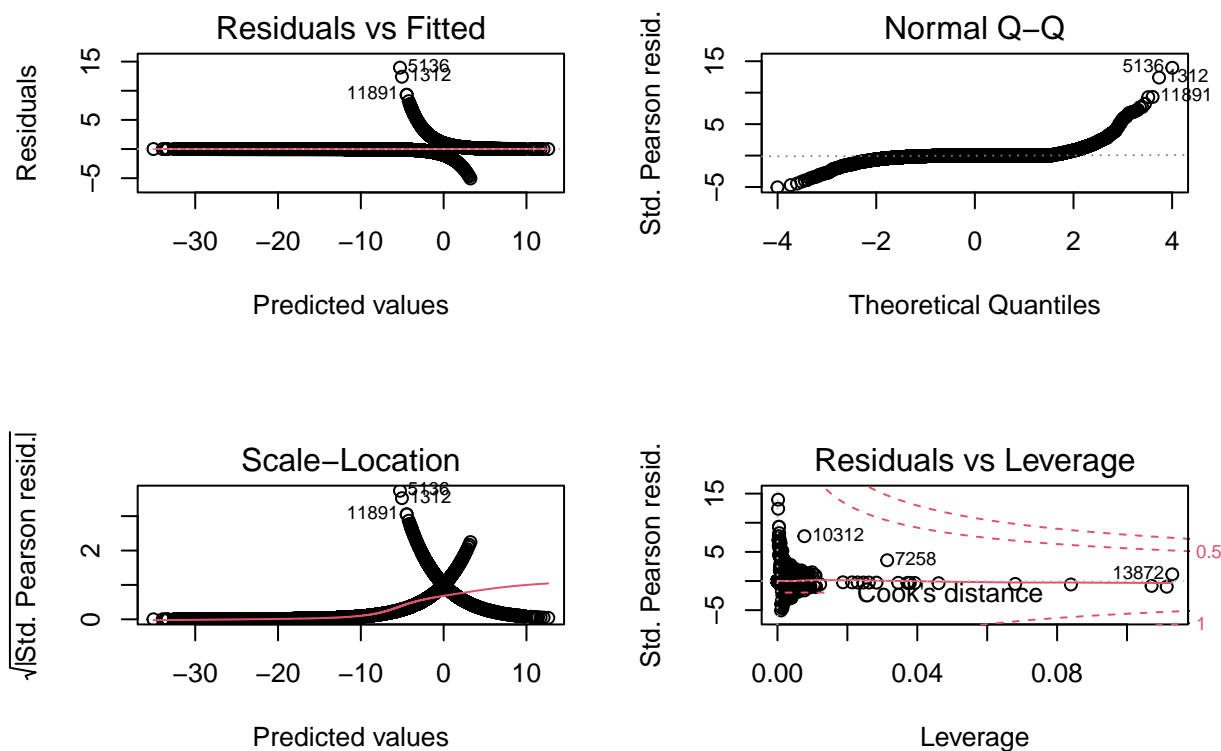 Residuals vs Fitted
Residuals
15
5
−5
5136
1312
11891
−30 −20 −10 0 10
Predicted values
Normal Q−Q
Std. Pearson resid.
15
5
−5
5136
1312
11891
−4 −2 0 2 4
Theoretical Quantiles
Scale−Location
√|Std. Pearson resid.|
2
0
5136
1312
11891
−30 −20 −10 0 10
Predicted values
Residuals vs Leverage
Std. Pearson resid.
15
5
−5
10312
7258
13872
Cook's distance
0.5
1
0.00 0.04 0.08
Leverage